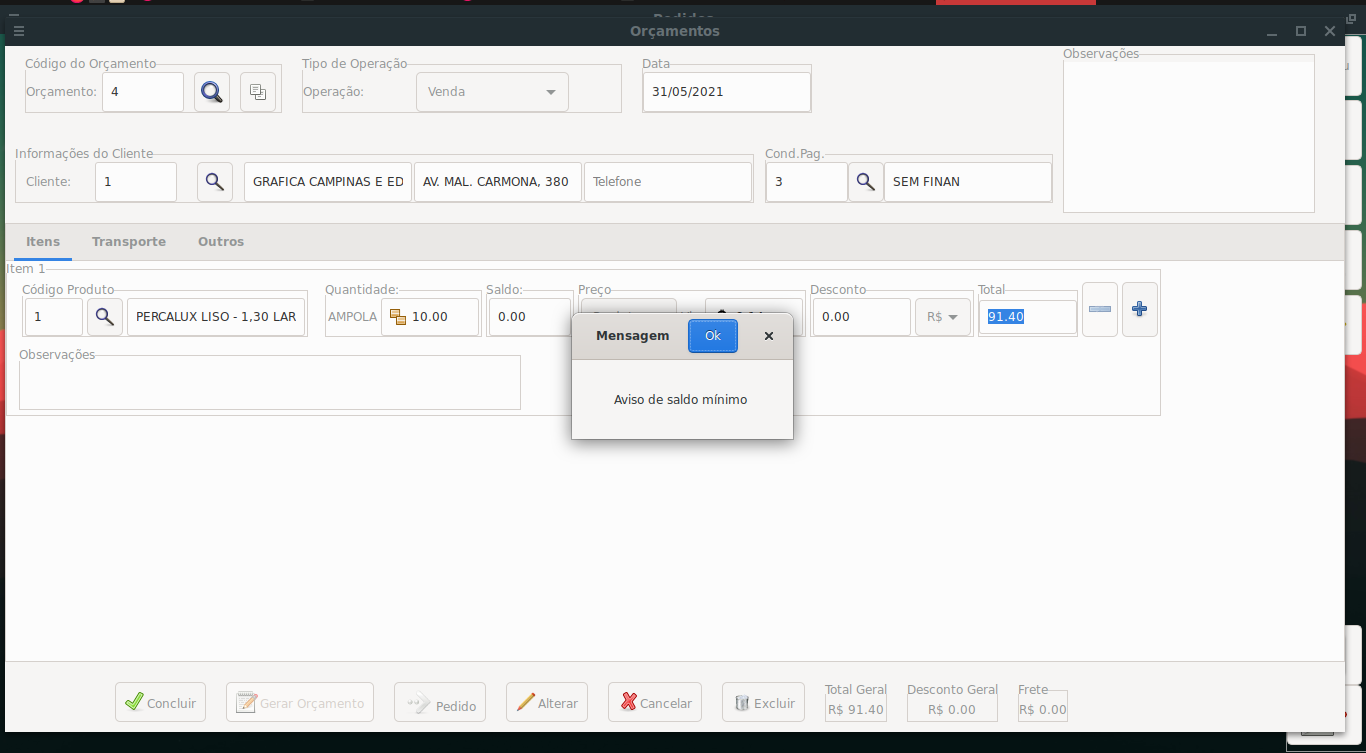 Orçamentos
Código do Orçamento
Orçamento: 4
Tipo de Operação
Operação: Venda
Data
31/05/2021
Observações
Informações do Cliente
Cliente: 1 GRAFICA CAMPINAS E ED AV. MAL. CARMONA, 380 Telefone
Cond.Pag.
3 SEM FINAN
Itens Transporte Outros
Item 1
Código Produto
1 PERCALUX LISO - 1,30 LAR
Quantidade:
AMPOLA 10.00
Saldo:
0.00
Preço
Desconto
0.00 R$
Total
91.40
Observações
Mensagem Ok
Aviso de saldo mínimo
Concluir Gerar Orçamento Pedido Alterar Cancelar Excluir
Total Geral
R$ 91.40
Desconto Geral
R$ 0.00
Frete
R$ 0.00